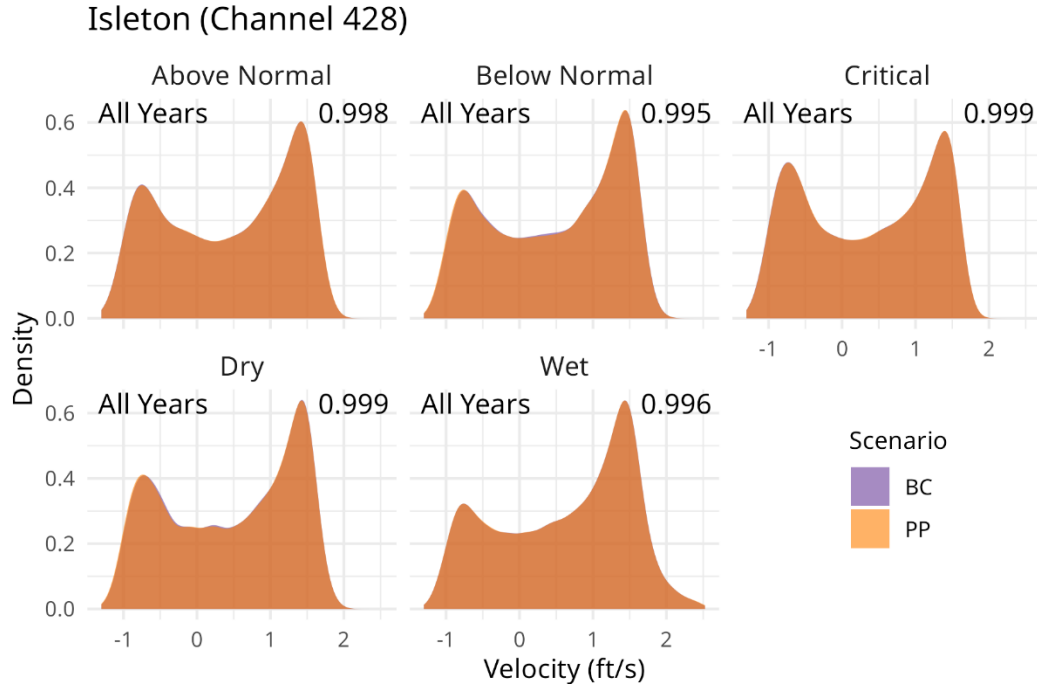 Isleton (Channel 428)
Above Normal
Below Normal
Critical
All Years 0.998
All Years 0.995
All Years 0.999
0.6
0.4
0.2
0.0
-1 0 1 2
Dry
Wet
All Years 0.999
All Years 0.996
0.6
0.4
0.2
0.0
-1 0 1 2
-1 0 1 2
Density
Velocity (ft/s)
Scenario
BC
PP